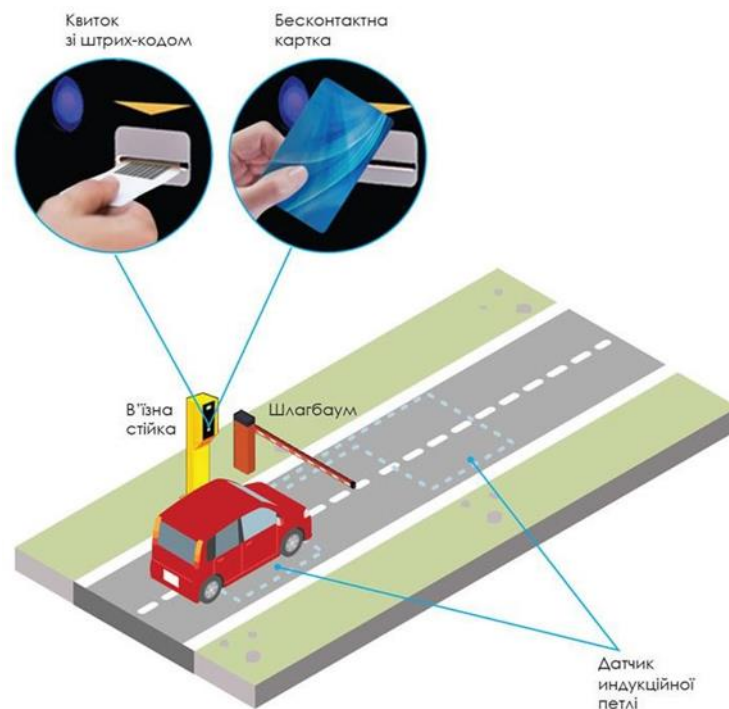 Квиток
зі штрих-кодом
Бесконтактна
картка
В'їзна
стійка
Шлагбаум
Датчик
индукційної
петлі